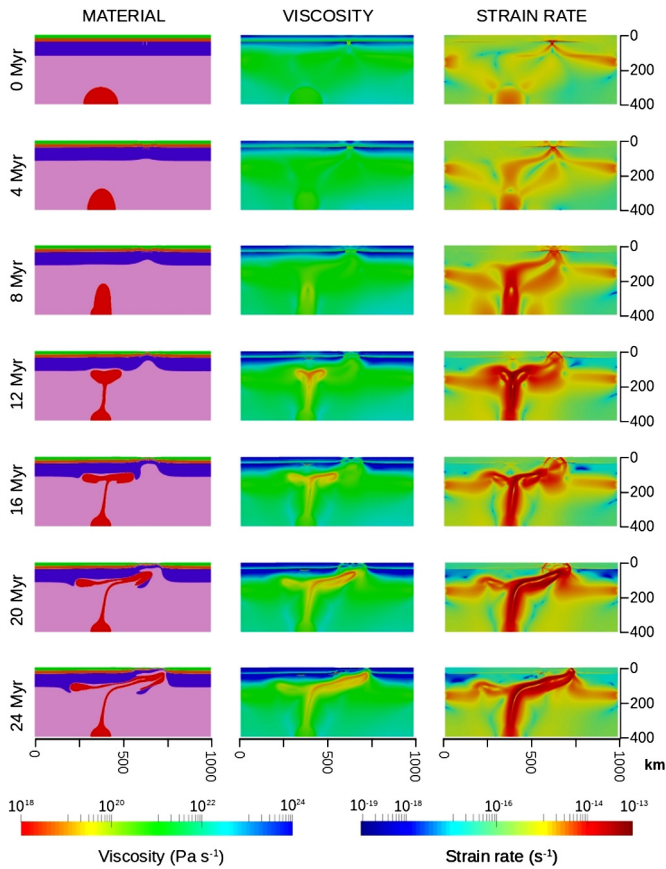 MATERIAL VISCOSITY STRAIN RATE
0 Myr
0
200
400
4 Myr
0
200
400
8 Myr
0
200
400
12 Myr
0
200
400
16 Myr
0
200
400
20 Myr
0
200
400
24 Myr
0
200
400
0 500 1000 0 500 1000 0 500 1000
km
10¹⁸ 10²⁰ 10²² 10²⁴ 10⁻¹⁹ 10⁻¹⁸ 10⁻¹⁶ 10⁻¹⁴ 10⁻¹³
Viscosity (Pa s⁻¹) Strain rate (s⁻¹)